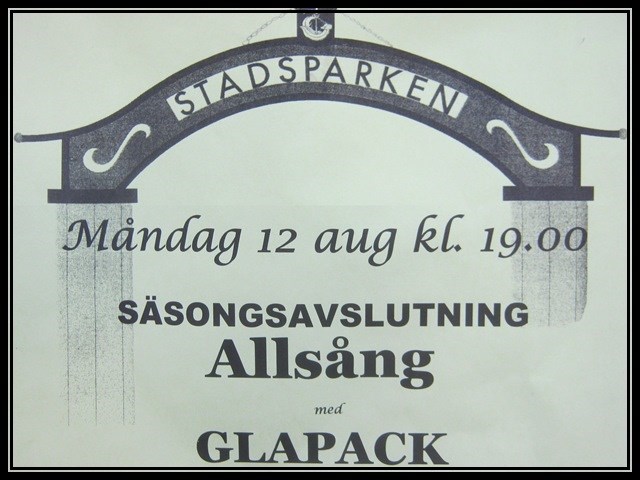 STADSPARKEN
Måndag 12 aug kl. 19.00
SÄSONGSAVSLUTNING
Allsång
med
GLAPACK